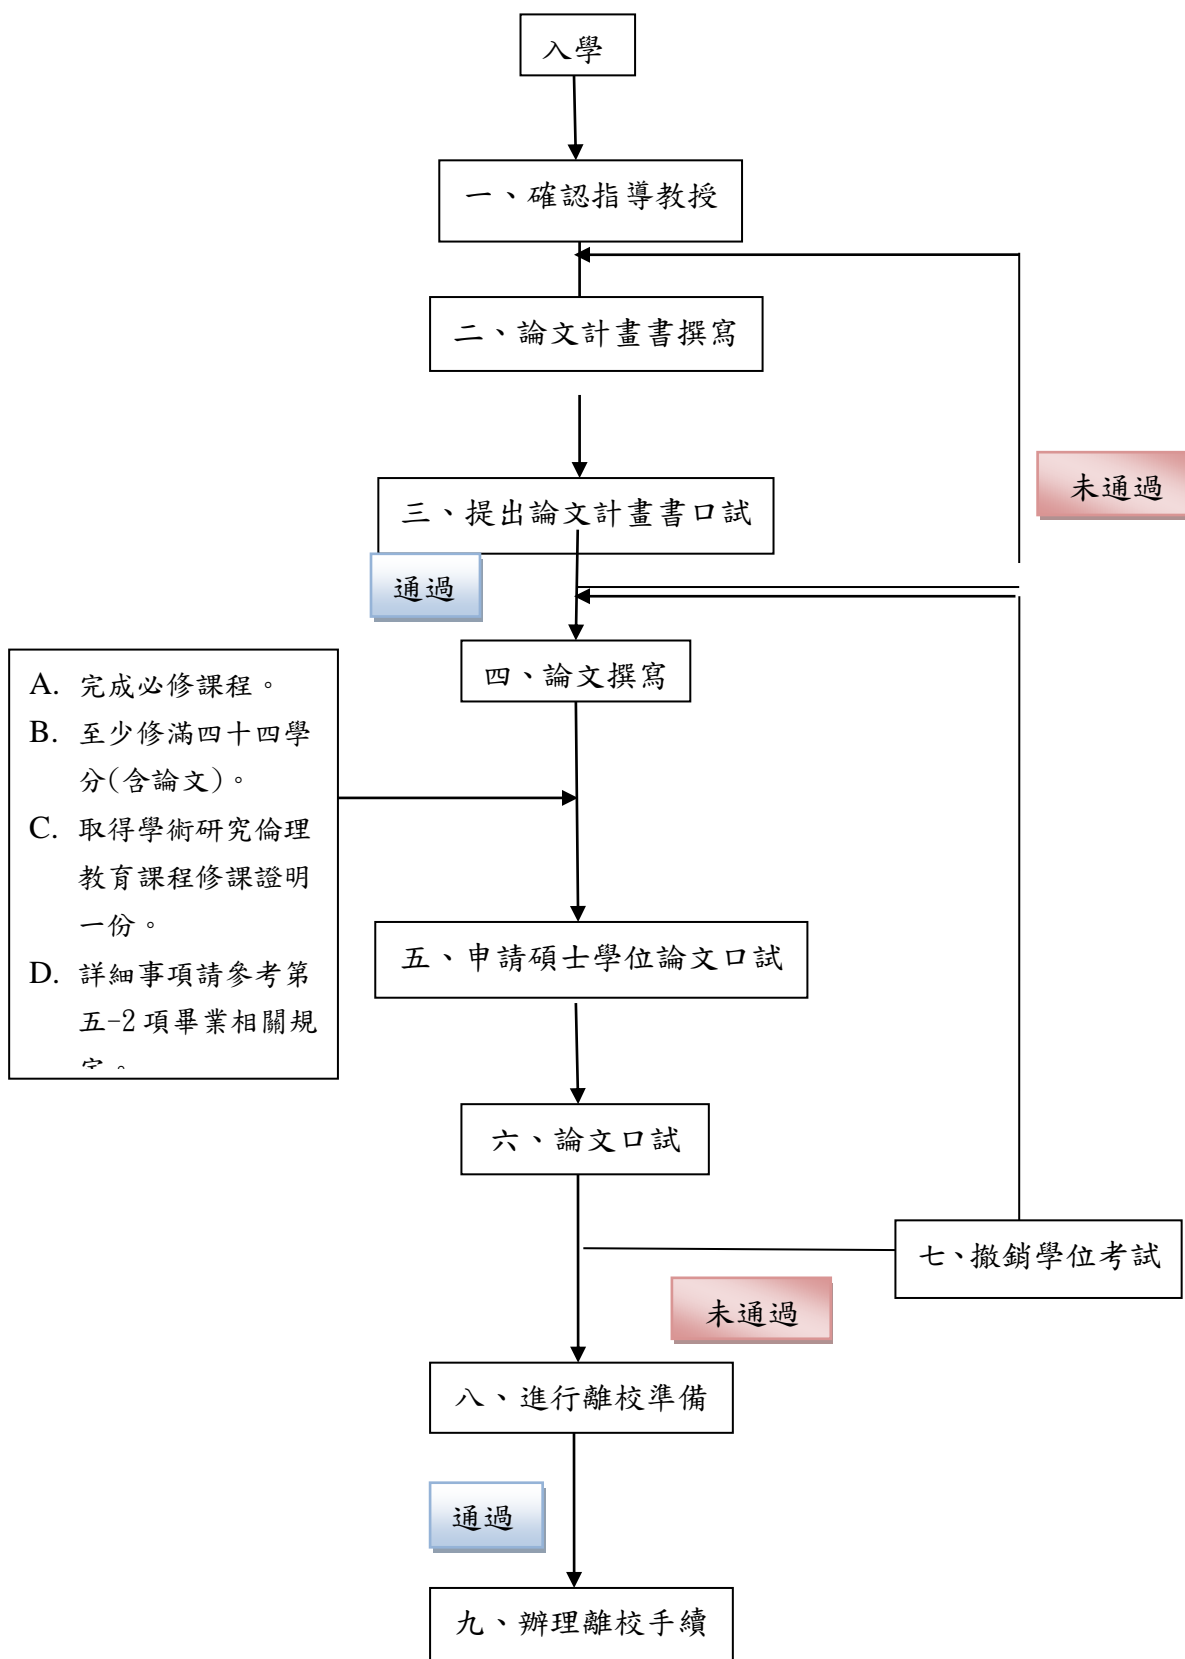 入學
一、確認指導教授
二、論文計畫書撰寫
未通過
三、提出論文計畫書口試
通過
四、論文撰寫
A. 完成必修課程。
B. 至少修滿四十四學
分(含論文)。
C. 取得學術研究倫理
教育課程修課證明
一份。
D. 詳細事項請參考第
五-2 項畢業相關規
定。
五、申請碩士學位論文口試
六、論文口試
七、撤銷學位考試
未通過
八、進行離校準備
通過
九、辦理離校手續